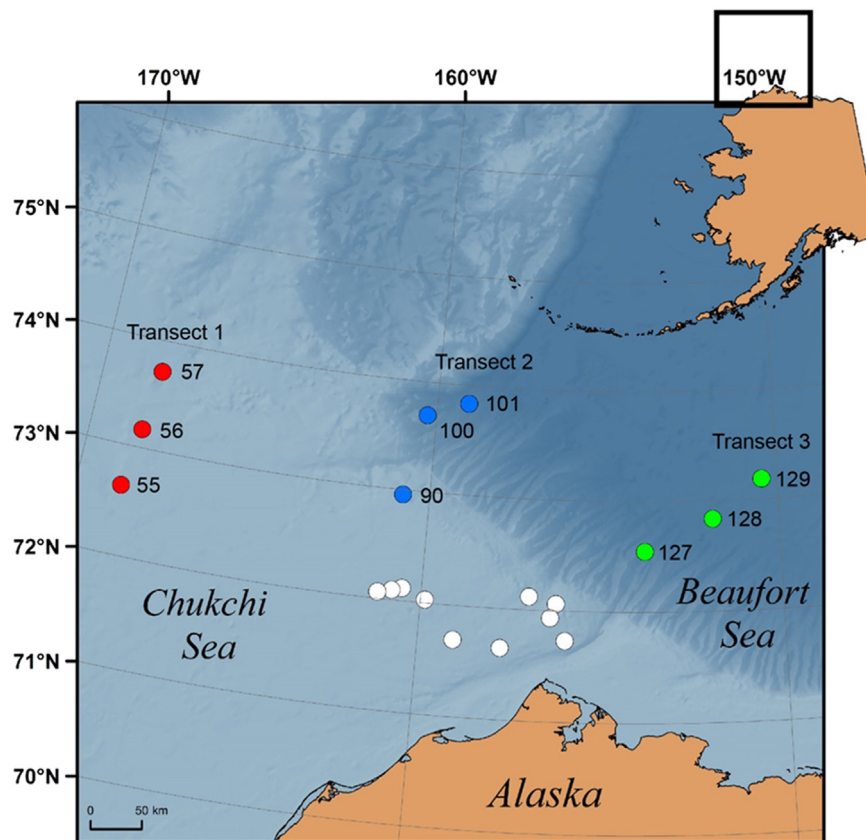 170°W
160°W
150°W
75°N
74°N
73°N
72°N
71°N
70°N
Transect 1
57
56
55
Transect 2
101
100
90
Transect 3
129
128
127
Chukchi
Sea
Beaufort
Sea
Alaska
0 50 km